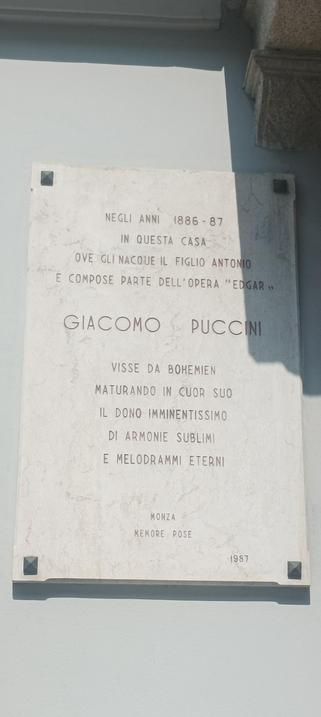 NEGLI ANNI 1886-87
IN QUESTA CASA
OVE GLI NACQUE IL FIGLIO ANTONIO
E COMPOSE PARTE DELL'OPERA "EDGAR"
GIACOMO PUCCINI
VISSE DA BOHEMIEN
MATURANDO IN CUOR SUO
IL DONO IMMINENTISSIMO
DI ARMONIE SUBLIMI
E MELODRAMMI ETERNI
MONZA
MEMORE POSE
1987